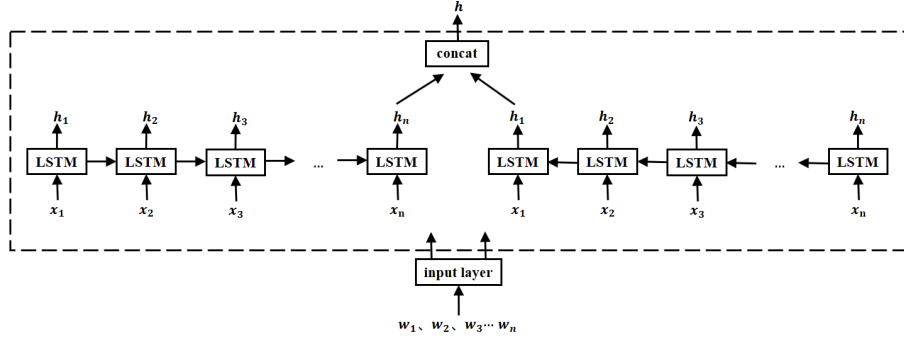 h
concat
h₁ h₂ h₃ hₙ h₁ h₂ h₃ hₙ
LSTM LSTM LSTM ... LSTM LSTM LSTM LSTM ... LSTM
x₁ x₂ x₃ xₙ x₁ x₂ x₃ xₙ
input layer
w₁、w₂、w₃⋯wₙ